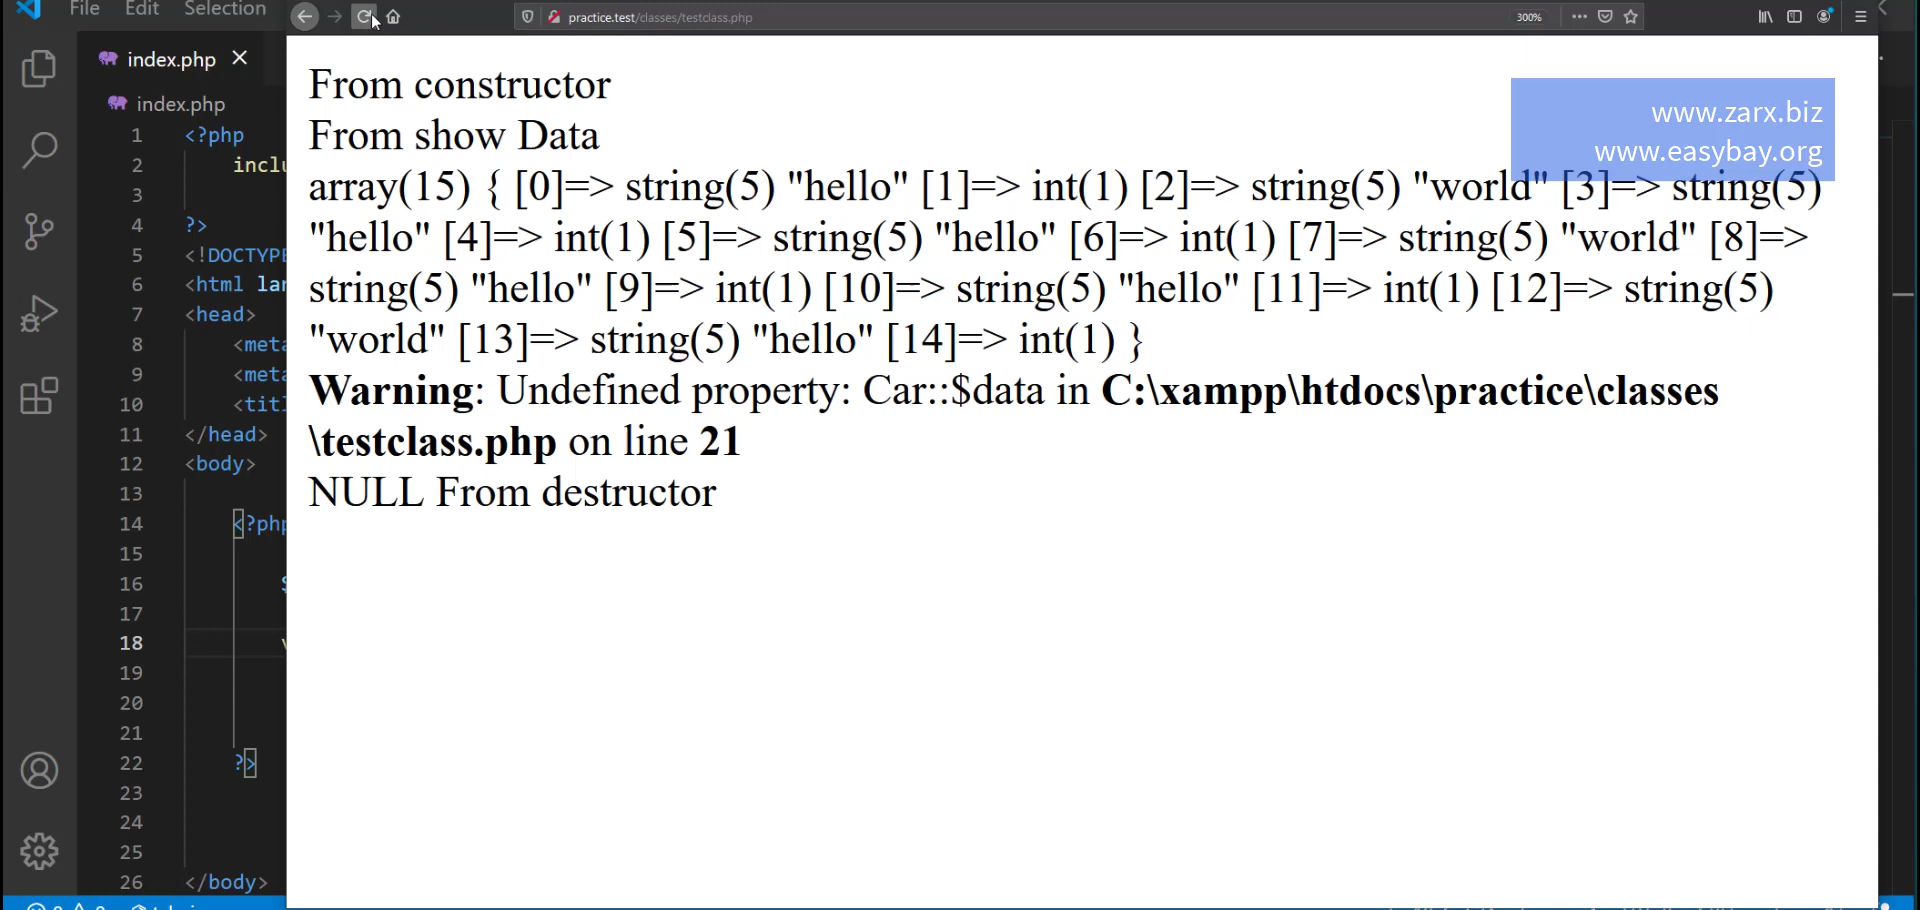 File Edit Selection
practice.test/classes/testclass.php 300%
index.php
index.php
1 <?php
2 inclu
3
4 ?>
5 <!DOCTYPE
6 <html lan
7 <head>
8 <meta
9 <meta
10 <titl
11 </head>
12 <body>
13
14 <?php
15
16 $
17
18 v
19
20
21
22 ?>
23
24
25
26 </body>
From constructor
From show Data
array(15) { [0]=> string(5) "hello" [1]=> int(1) [2]=> string(5) "world" [3]=> string(5)
"hello" [4]=> int(1) [5]=> string(5) "hello" [6]=> int(1) [7]=> string(5) "world" [8]=>
string(5) "hello" [9]=> int(1) [10]=> string(5) "hello" [11]=> int(1) [12]=> string(5)
"world" [13]=> string(5) "hello" [14]=> int(1) }
Warning: Undefined property: Car::$data in C:\xampp\htdocs\practice\classes
\testclass.php on line 21
NULL From destructor
www.zarx.biz
www.easybay.org